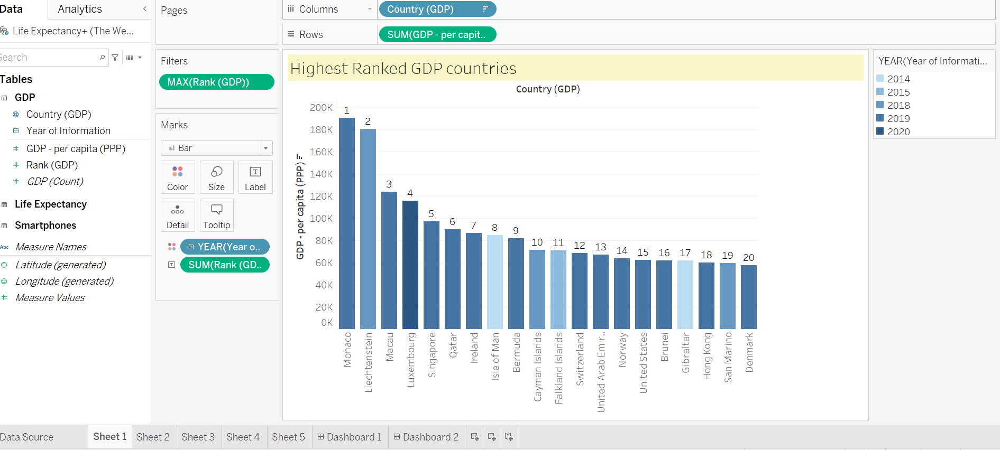 Data
Analytics
Life Expectancy+ (The We...
Search
Tables
GDP
Country (GDP)
Year of Information
GDP - per capita (PPP)
Rank (GDP)
GDP (Count)
Life Expectancy
Smartphones
Abc Measure Names
Latitude (generated)
Longitude (generated)
Measure Values
Pages
Filters
MAX(Rank (GDP))
Marks
Bar
Color
Size
T
Label
Detail
Tooltip
YEAR(Year o..
T SUM(Rank (GD..
Columns
Country (GDP)
Rows
SUM(GDP - per capit..
Highest Ranked GDP countries
Country (GDP)
GDP - per capita (PPP)
200K
180K
160K
140K
120K
100K
80K
60K
40K
20K
0K
1
2
3
4
5
6
7
8
9
10
11
12
13
14
15
16
17
18
19
20
Monaco
Liechtenstein
Macau
Luxembourg
Singapore
Qatar
Ireland
Isle of Man
Bermuda
Cayman Islands
Falkland Islands
Switzerland
United Arab Emir..
Norway
United States
Brunei
Gibraltar
Hong Kong
San Marino
Denmark
YEAR(Year of Informati...
2014
2015
2018
2019
2020
Data Source
Sheet 1
Sheet 2
Sheet 3
Sheet 4
Sheet 5
Dashboard 1
Dashboard 2